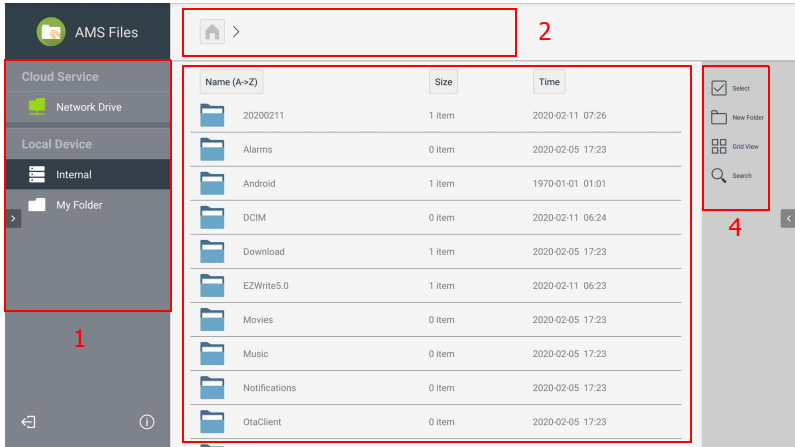 AMS Files
>
2
Cloud Service
Network Drive
Local Device
Internal
My Folder
>
1
Name (A->Z) Size Time
20200211 1 item 2020-02-11 07:26
Alarms 0 item 2020-02-05 17:23
Android 1 item 1970-01-01 01:01
DCIM 0 item 2020-02-11 06:24
Download 1 item 2020-02-05 17:23
EZWrite5.0 1 item 2020-02-11 06:23
Movies 0 item 2020-02-05 17:23
Music 0 item 2020-02-05 17:23
Notifications 0 item 2020-02-05 17:23
OtaClient 0 item 2020-02-05 17:23
Select
New Folder
Grid View
Search
4
<